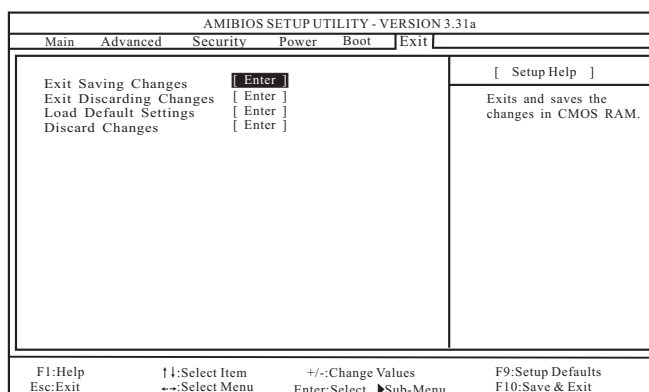 AMIBIOS SETUP UTILITY - VERSION 3.31a
Main Advanced Security Power Boot Exit
Exit Saving Changes [ Enter ]
Exit Discarding Changes [ Enter ]
Load Default Settings [ Enter ]
Discard Changes [ Enter ]
[ Setup Help ]
Exits and saves the
changes in CMOS RAM.
F1:Help ↑↓:Select Item +/-:Change Values F9:Setup Defaults
Esc:Exit ←→:Select Menu Enter:Select ▶Sub-Menu F10:Save & Exit